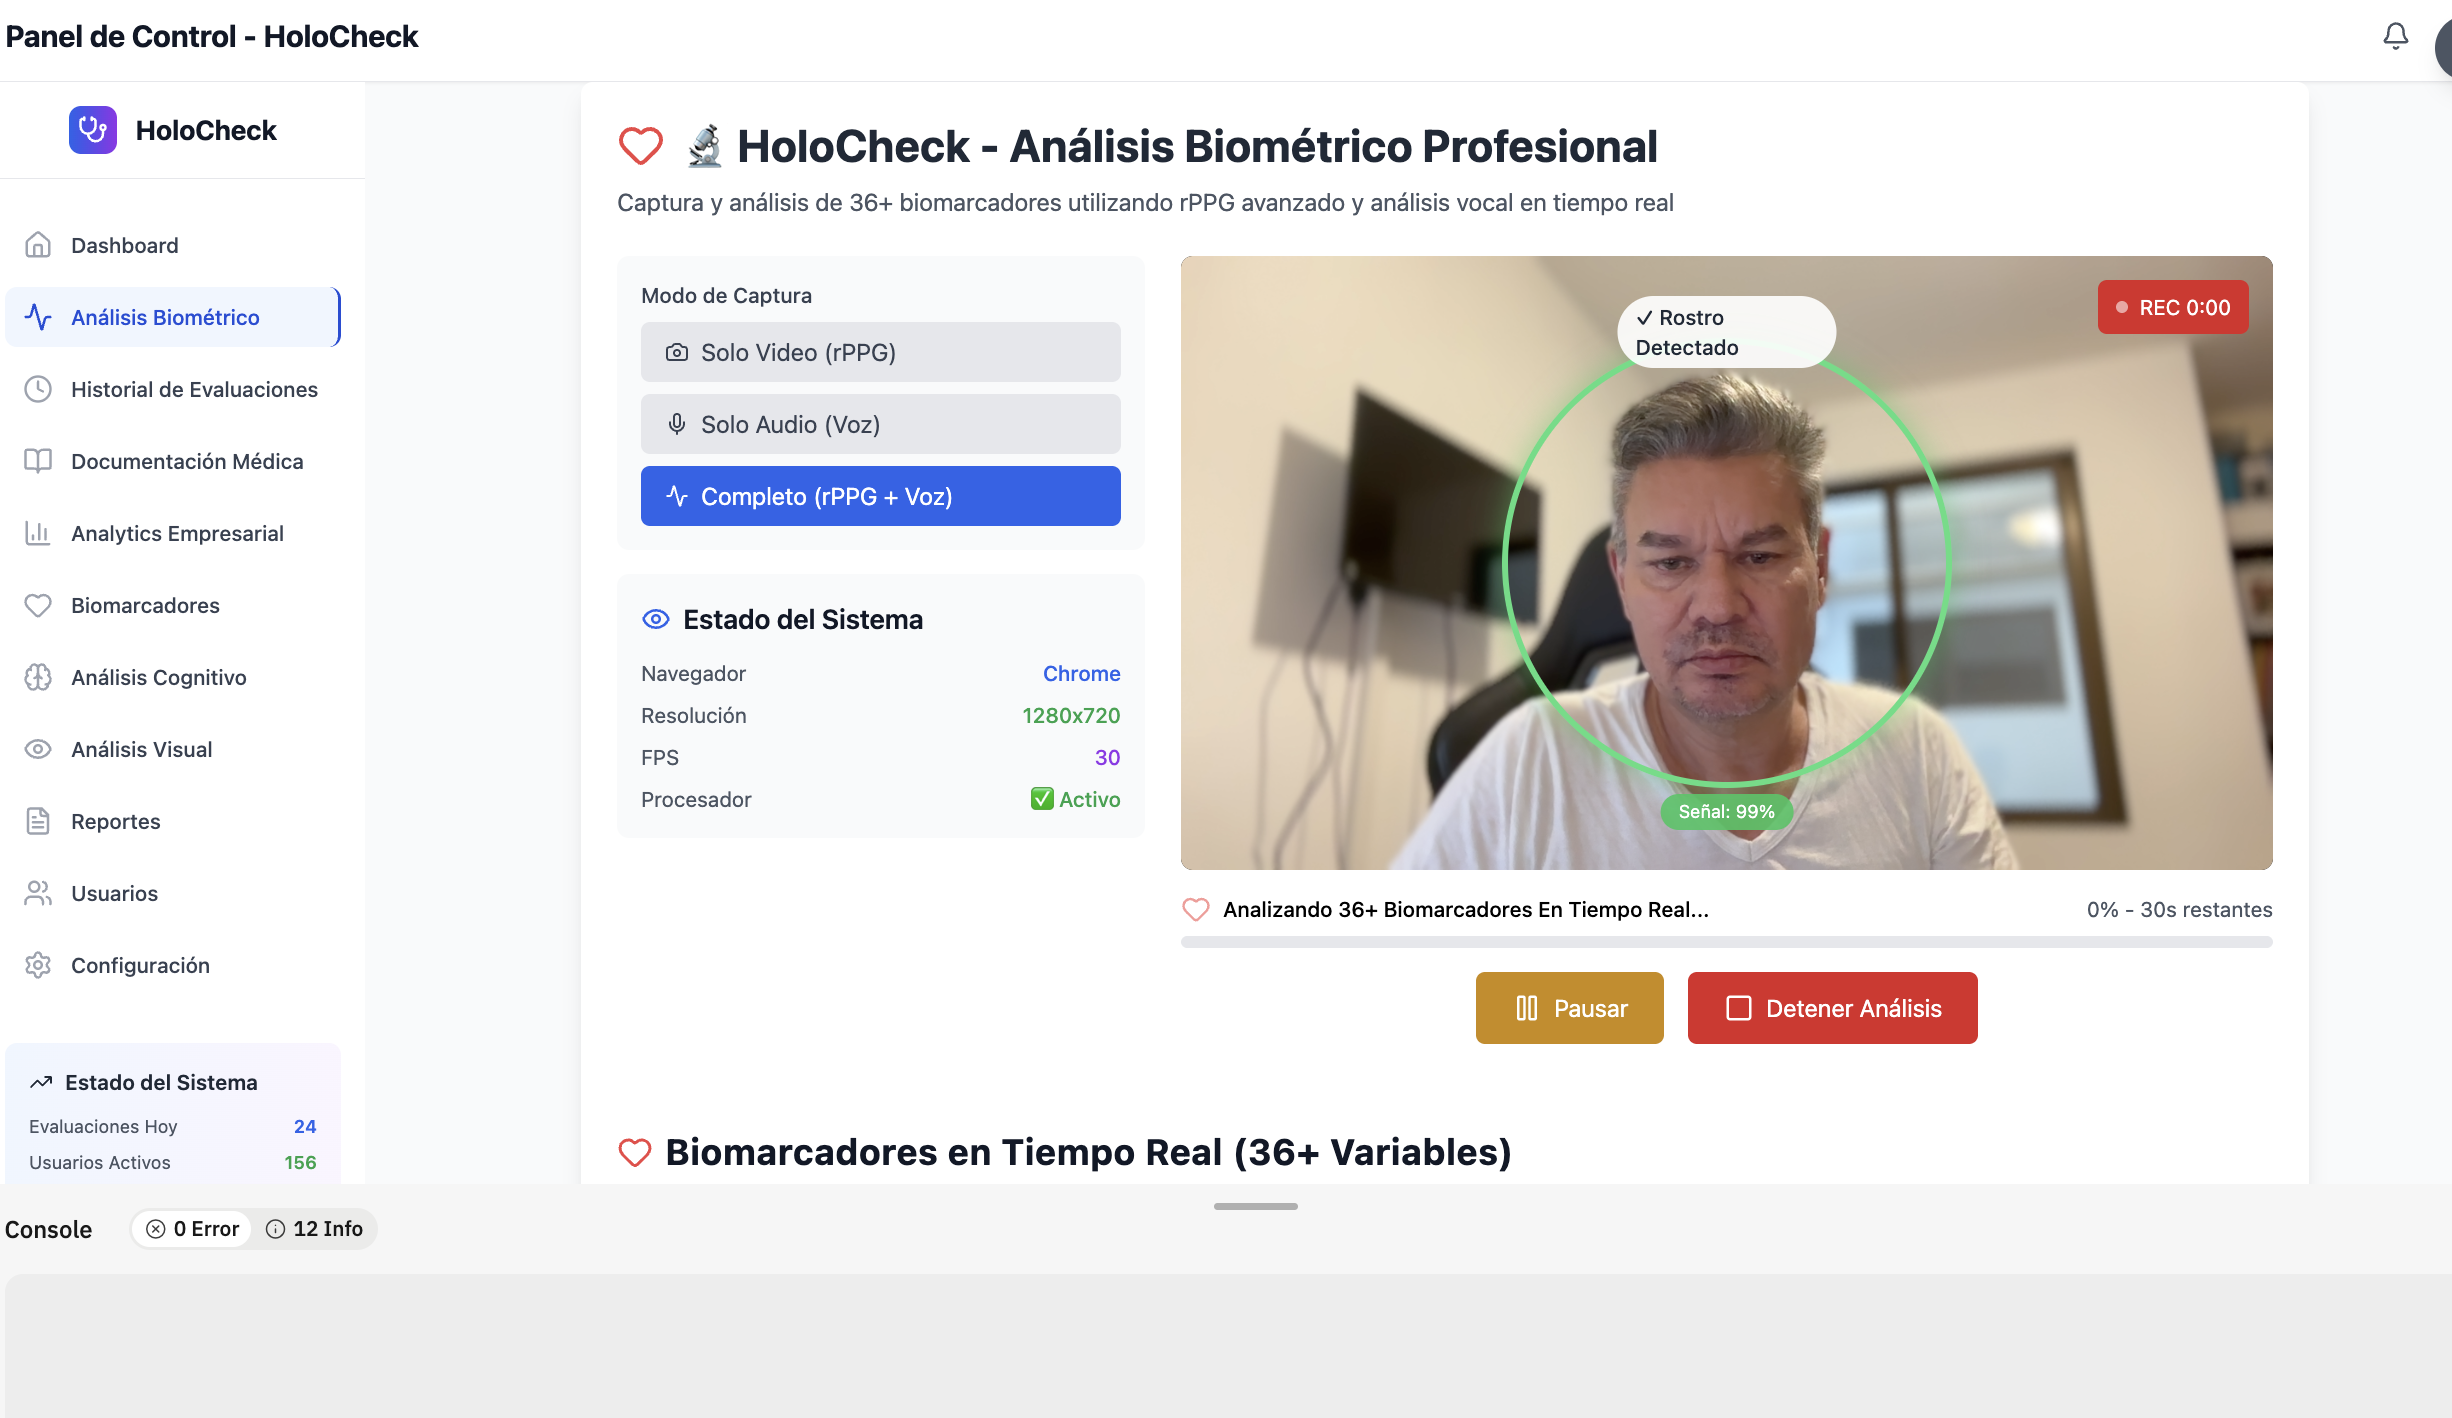 Panel de Control - HoloCheck
HoloCheck
Dashboard
Análisis Biométrico
Historial de Evaluaciones
Documentación Médica
Analytics Empresarial
Biomarcadores
Análisis Cognitivo
Análisis Visual
Reportes
Usuarios
Configuración
Estado del Sistema
Evaluaciones Hoy 24
Usuarios Activos 156
🔬 HoloCheck - Análisis Biométrico Profesional
Captura y análisis de 36+ biomarcadores utilizando rPPG avanzado y análisis vocal en tiempo real
Modo de Captura
Solo Video (rPPG)
Solo Audio (Voz)
Completo (rPPG + Voz)
Estado del Sistema
Navegador Chrome
Resolución 1280x720
FPS 30
Procesador ✅ Activo
✓ Rostro
Detectado
REC 0:00
Señal: 99%
Analizando 36+ Biomarcadores En Tiempo Real... 0% - 30s restantes
Pausar
Detener Análisis
Biomarcadores en Tiempo Real (36+ Variables)
Console 0 Error 12 Info